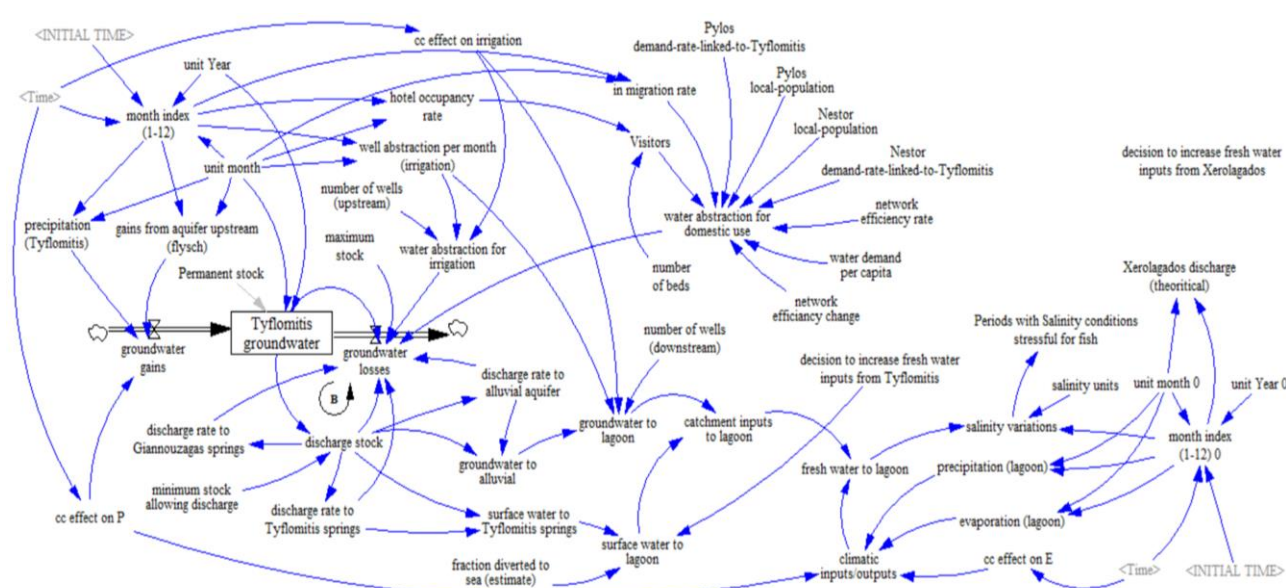 <INITIAL TIME>
cc effect on irrigation
Pylos
demand-rate-linked-to-Tyflomitis
unit Year
<Time>
in migration rate
Pylos
local-population
hotel occupancy
rate
month index
(1-12)
Nestor
local-population
Visitors
well abstraction per month
(irrigation)
unit month
Nestor
demand-rate-linked-to-Tyflomitis
decision to increase fresh water
inputs from Xerolagados
number of wells
(upstream)
network
efficiency rate
precipitation
(Tyflomitis)
gains from aquifer upstream
(flysch)
maximum
stock
water abstraction for
irrigation
water abstraction for
domestic use
water demand
per capita
Permanent stock
number
of beds
Xerolagados discharge
(theoritical)
network
efficiancy change
Tyflomitis
groundwater
groundwater
gains
groundwater
losses
number of wells
(downstream)
Periods with Salinity conditions
stressful for fish
decision to increase fresh water
inputs from Tyflomitis
discharge rate to
alluvial aquifer
B
salinity units
unit month 0
unit Year 0
discharge rate to
Giannouzagas springs
discharge stock
groundwater to
lagoon
catchment inputs
to lagoon
salinity variations
month index
(1-12) 0
groundwater to
alluvial
fresh water to lagoon
precipitation (lagoon)
minimum stock
allowing discharge
cc effect on P
discharge rate to
Tyflomitis springs
surface water to
Tyflomitis springs
evaporation (lagoon)
surface water to
lagoon
fraction diverted to
sea (estimate)
climatic
inputs/outputs
cc effect on E
<Time>
<INITIAL TIME>